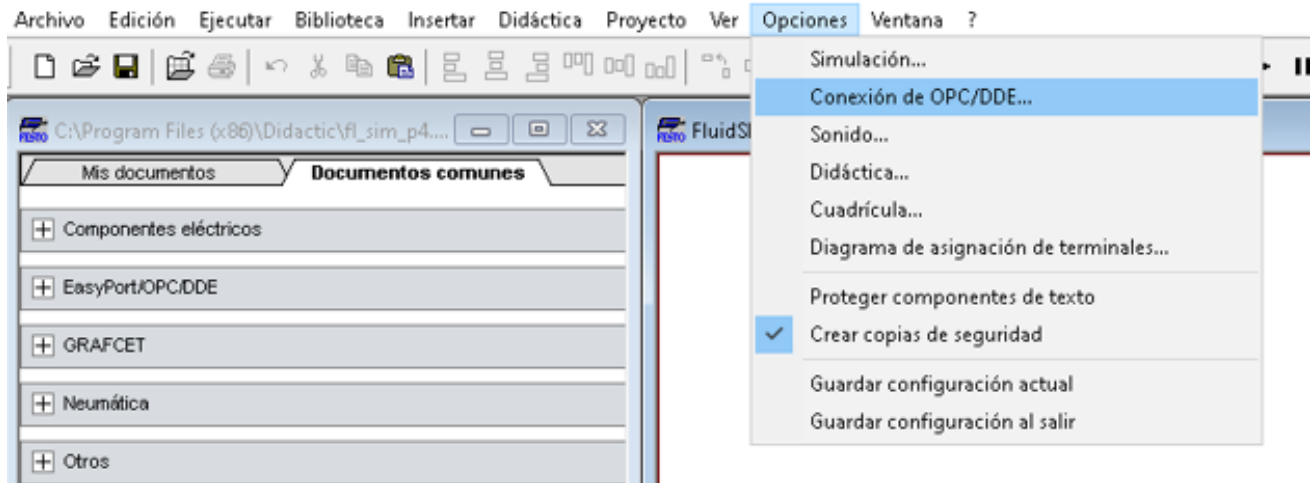 Archivo Edición Ejecutar Biblioteca Insertar Didáctica Proyecto Ver Opciones Ventana ?
C:\Program Files (x86)\Didactic\fl_sim_p4....
Mis documentos Documentos comunes
Componentes eléctricos
EasyPort/OPC/DDE
GRAFCET
Neumática
Otros
FESTO
FESTO FluidSI
Simulación...
Conexión de OPC/DDE...
Sonido...
Didáctica...
Cuadrícula...
Diagrama de asignación de terminales...
Proteger componentes de texto
Crear copias de seguridad
Guardar configuración actual
Guardar configuración al salir